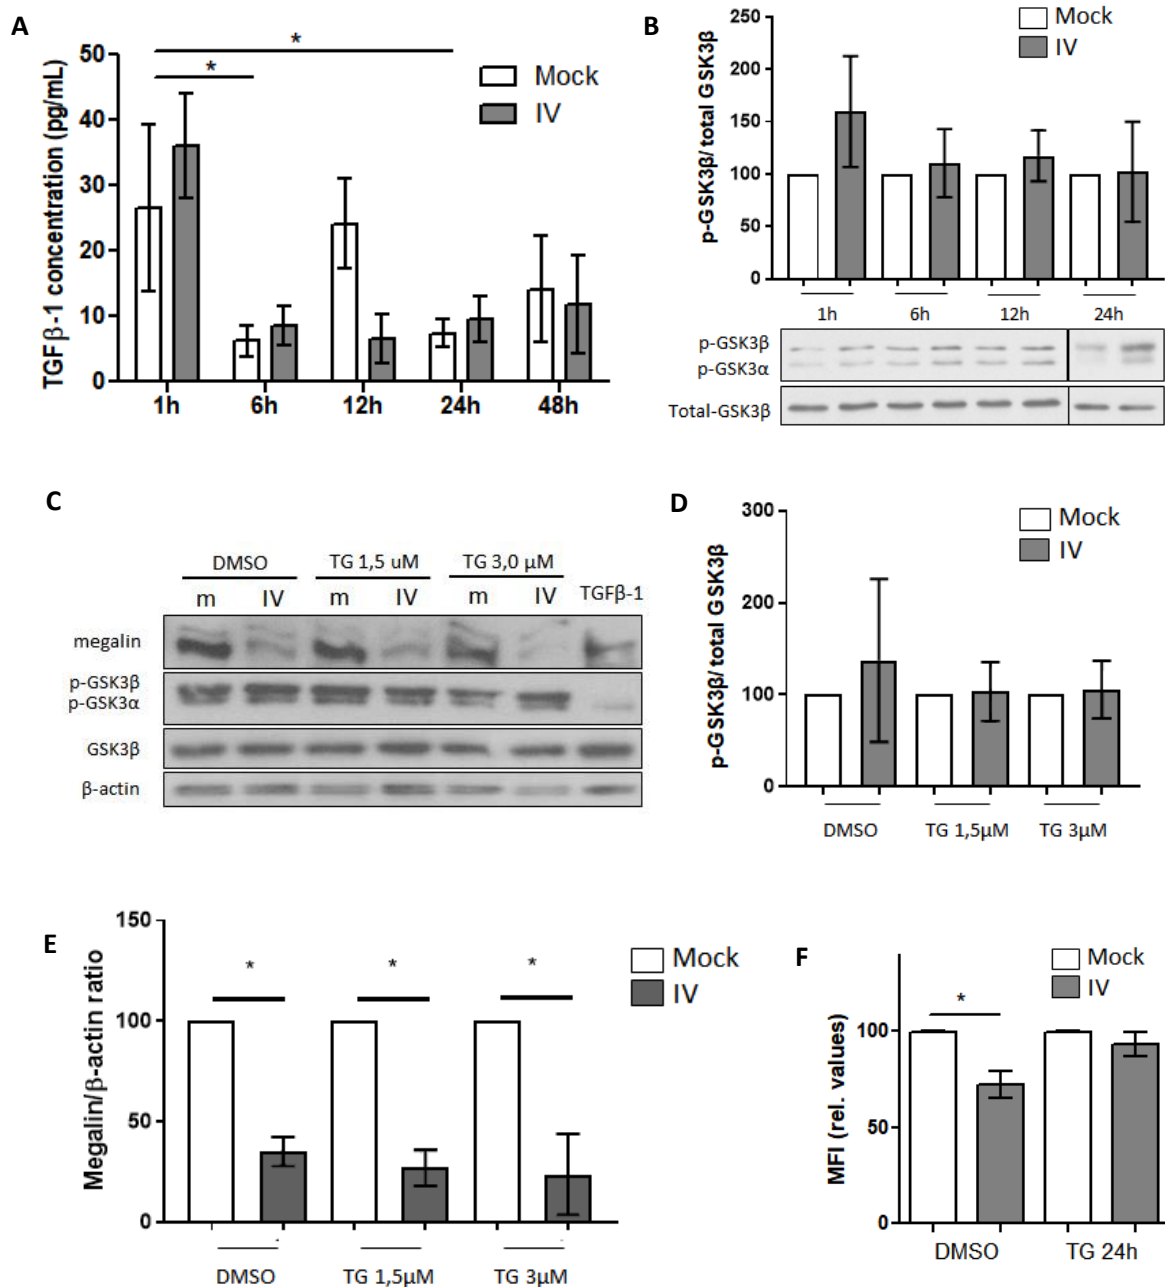 A
*
*
TGFβ-1 concentration (pg/mL)
50
40
30
20
10
0
Mock
IV
1h 6h 12h 24h 48h
B
p-GSK3β/ total GSK3β
250
200
150
100
50
0
Mock
IV
1h 6h 12h 24h
p-GSK3β
p-GSK3α
Total-GSK3β
C
DMSO TG 1,5 uM TG 3,0 μM
m IV m IV m IV TGFβ-1
megalin
p-GSK3β
p-GSK3α
GSK3β
β-actin
D
p-GSK3β/ total GSK3β
300
200
100
0
Mock
IV
DMSO TG 1,5μM TG 3μM
E
Megalin/β-actin ratio
150
100
50
0
* * *
Mock
IV
DMSO TG 1,5μM TG 3μM
F
MFI (rel. values)
100
50
0
*
Mock
IV
DMSO TG 24h